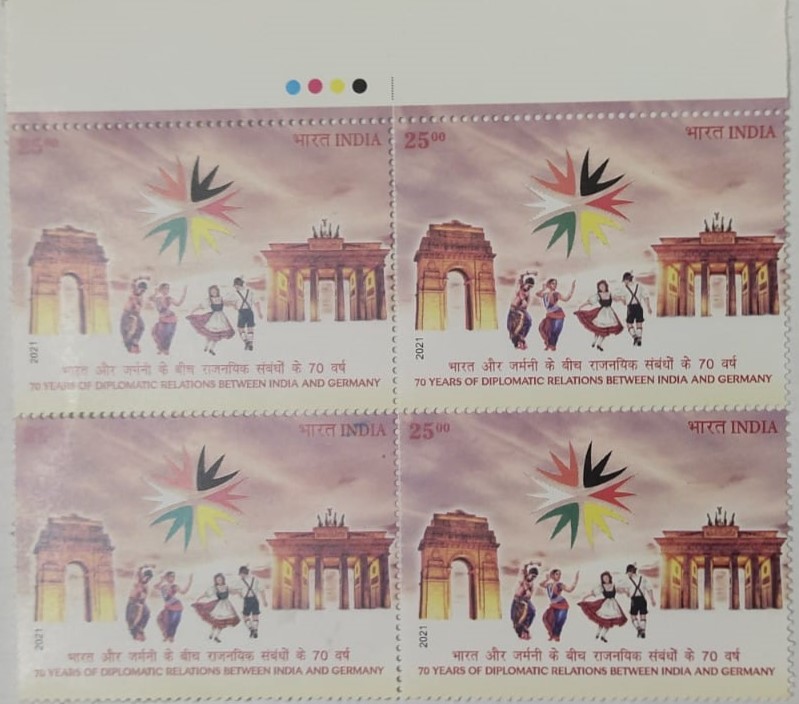 25⁰⁰ भारत INDIA
2021
भारत और जर्मनी के बीच राजनयिक संबंधों के 70 वर्ष
70 YEARS OF DIPLOMATIC RELATIONS BETWEEN INDIA AND GERMANY
25⁰⁰ भारत INDIA
2021
भारत और जर्मनी के बीच राजनयिक संबंधों के 70 वर्ष
70 YEARS OF DIPLOMATIC RELATIONS BETWEEN INDIA AND GERMANY
भारत INDIA
2021
भारत और जर्मनी के बीच राजनयिक संबंधों के 70 वर्ष
70 YEARS OF DIPLOMATIC RELATIONS BETWEEN INDIA AND GERMANY
25⁰⁰ भारत INDIA
2021
भारत और जर्मनी के बीच राजनयिक संबंधों के 70 वर्ष
70 YEARS OF DIPLOMATIC RELATIONS BETWEEN INDIA AND GERMANY